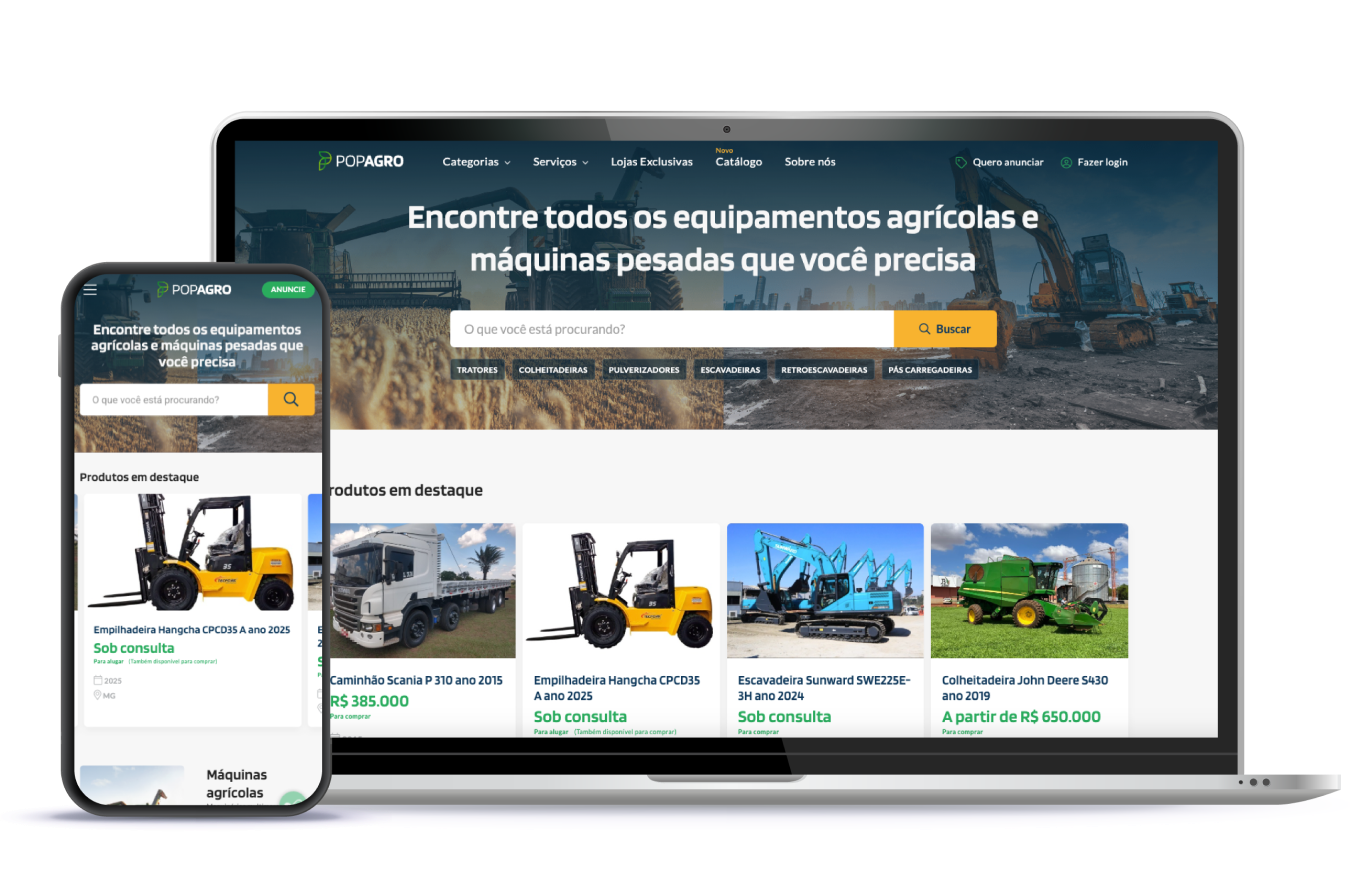 POPAGRO
Categorias
Serviços
Lojas Exclusivas
Novo
Catálogo
Sobre nós
Quero anunciar
Fazer login
Encontre todos os equipamentos agrícolas e
máquinas pesadas que você precisa
O que você está procurando?
Buscar
TRATORES
COLHEITADEIRAS
PULVERIZADORES
ESCAVADEIRAS
RETROESCAVADEIRAS
PÁS CARREGADEIRAS
rodutos em destaque
Caminhão Scania P 310 ano 2015
R$ 385.000
Para comprar
Empilhadeira Hangcha CPCD35
A ano 2025
Sob consulta
Para alugar (Também disponível para comprar)
Escavadeira Sunward SWE225E-
3H ano 2024
Sob consulta
Para comprar
Colheitadeira John Deere S430
ano 2019
A partir de R$ 650.000
Para comprar
POPAGRO
ANUNCIE
Encontre todos os equipamentos
agrícolas e máquinas pesadas que
você precisa
O que você está procurando?
Produtos em destaque
35
Empilhadeira Hangcha CPCD35 A ano 2025
Sob consulta
Para alugar (Também disponível para comprar)
2025
MG
Máquinas
agrícolas
35